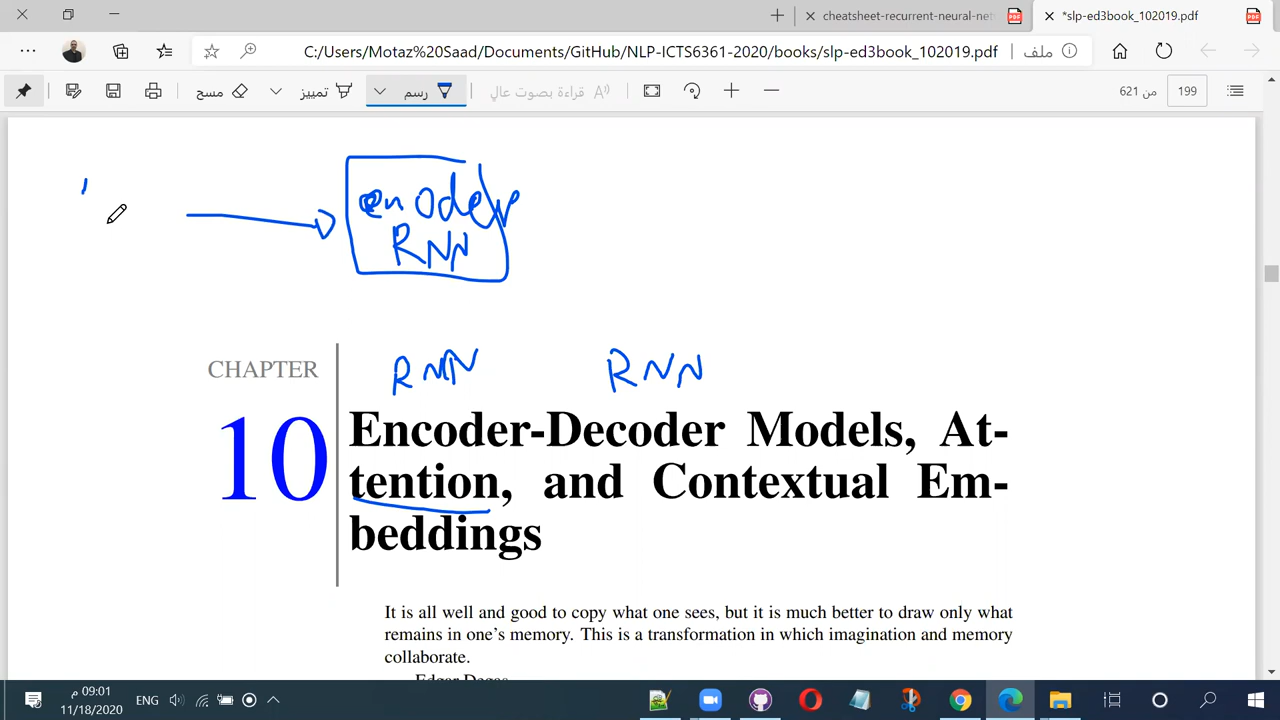 cheatsheet-recurrent-neural-net
*slp-ed3book_102019.pdf
C:/Users/Motaz%20Saad/Documents/GitHub/NLP-ICTS6361-2020/books/slp-ed3book_102019.pdf
ملف
مسح
تمييز
رسم
قراءة بصوت عالٍ
من 621
199
enoder
RNN
RNN RNN
CHAPTER
10
Encoder-Decoder Models, At-
tention, and Contextual Em-
beddings
It is all well and good to copy what one sees, but it is much better to draw only what
remains in one's memory. This is a transformation in which imagination and memory
collaborate.
Edgar Degas
09:01 م
11/18/2020
ENG